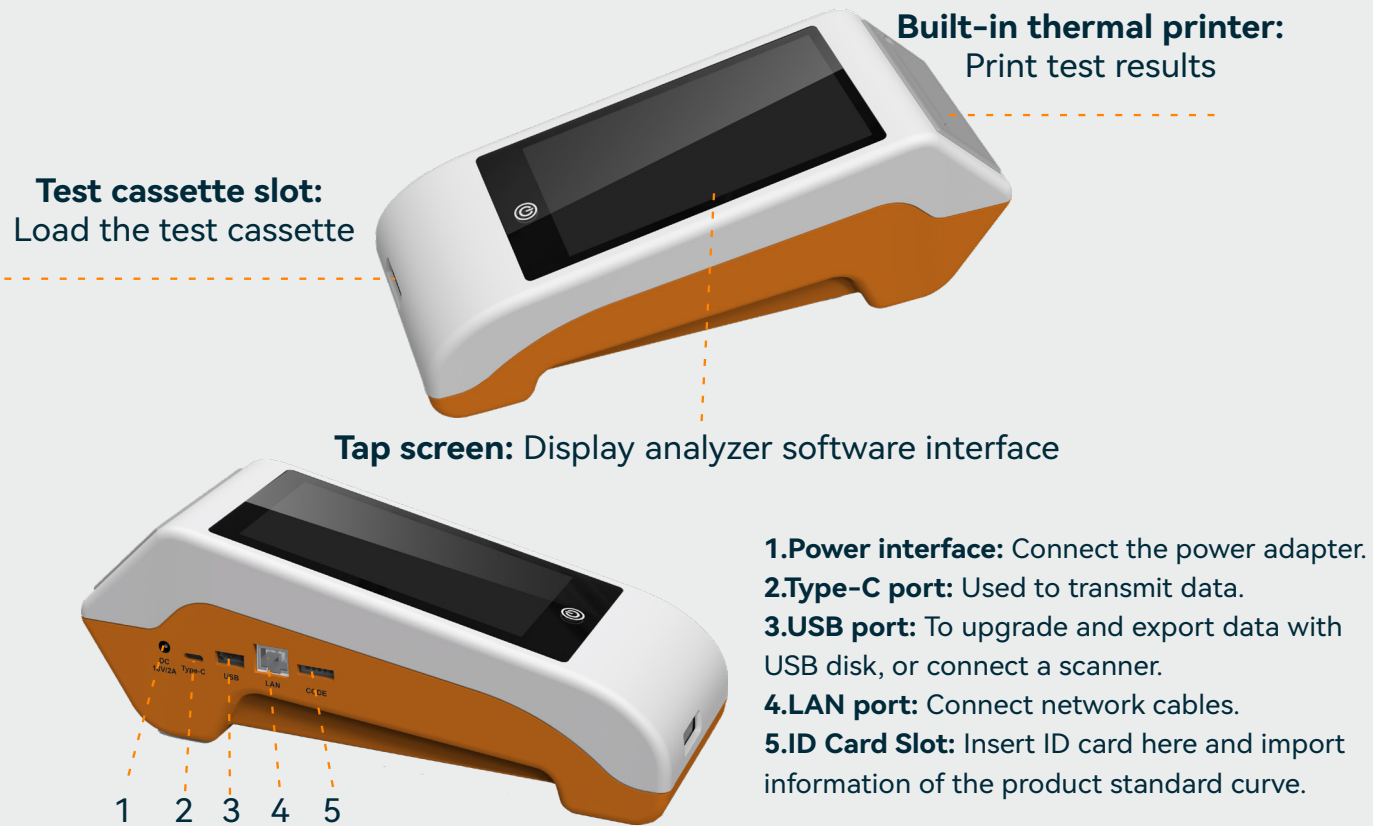 Built-in thermal printer:
Print test results
Test cassette slot:
Load the test cassette
Tap screen: Display analyzer software interface
DC
Type-C
USB
LAN
CODE
1.Power interface: Connect the power adapter.
2.Type-C port: Used to transmit data.
3.USB port: To upgrade and export data with
USB disk, or connect a scanner.
4.LAN port: Connect network cables.
5.ID Card Slot: Insert ID card here and import
information of the product standard curve.
1 2 3 4 5